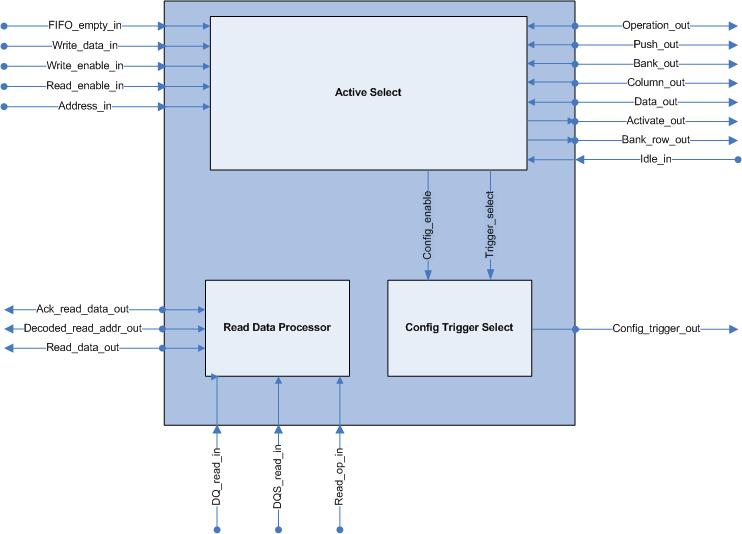 FIFO_empty_in
Write_data_in
Write_enable_in
Read_enable_in
Address_in
Active Select
Operation_out
Push_out
Bank_out
Column_out
Data_out
Activate_out
Bank_row_out
Idle_in
Config_enable
Trigger_select
Ack_read_data_out
Decoded_read_addr_out
Read_data_out
Read Data Processor
Config Trigger Select
Config_trigger_out
DQ_read_in
DQS_read_in
Read_op_in